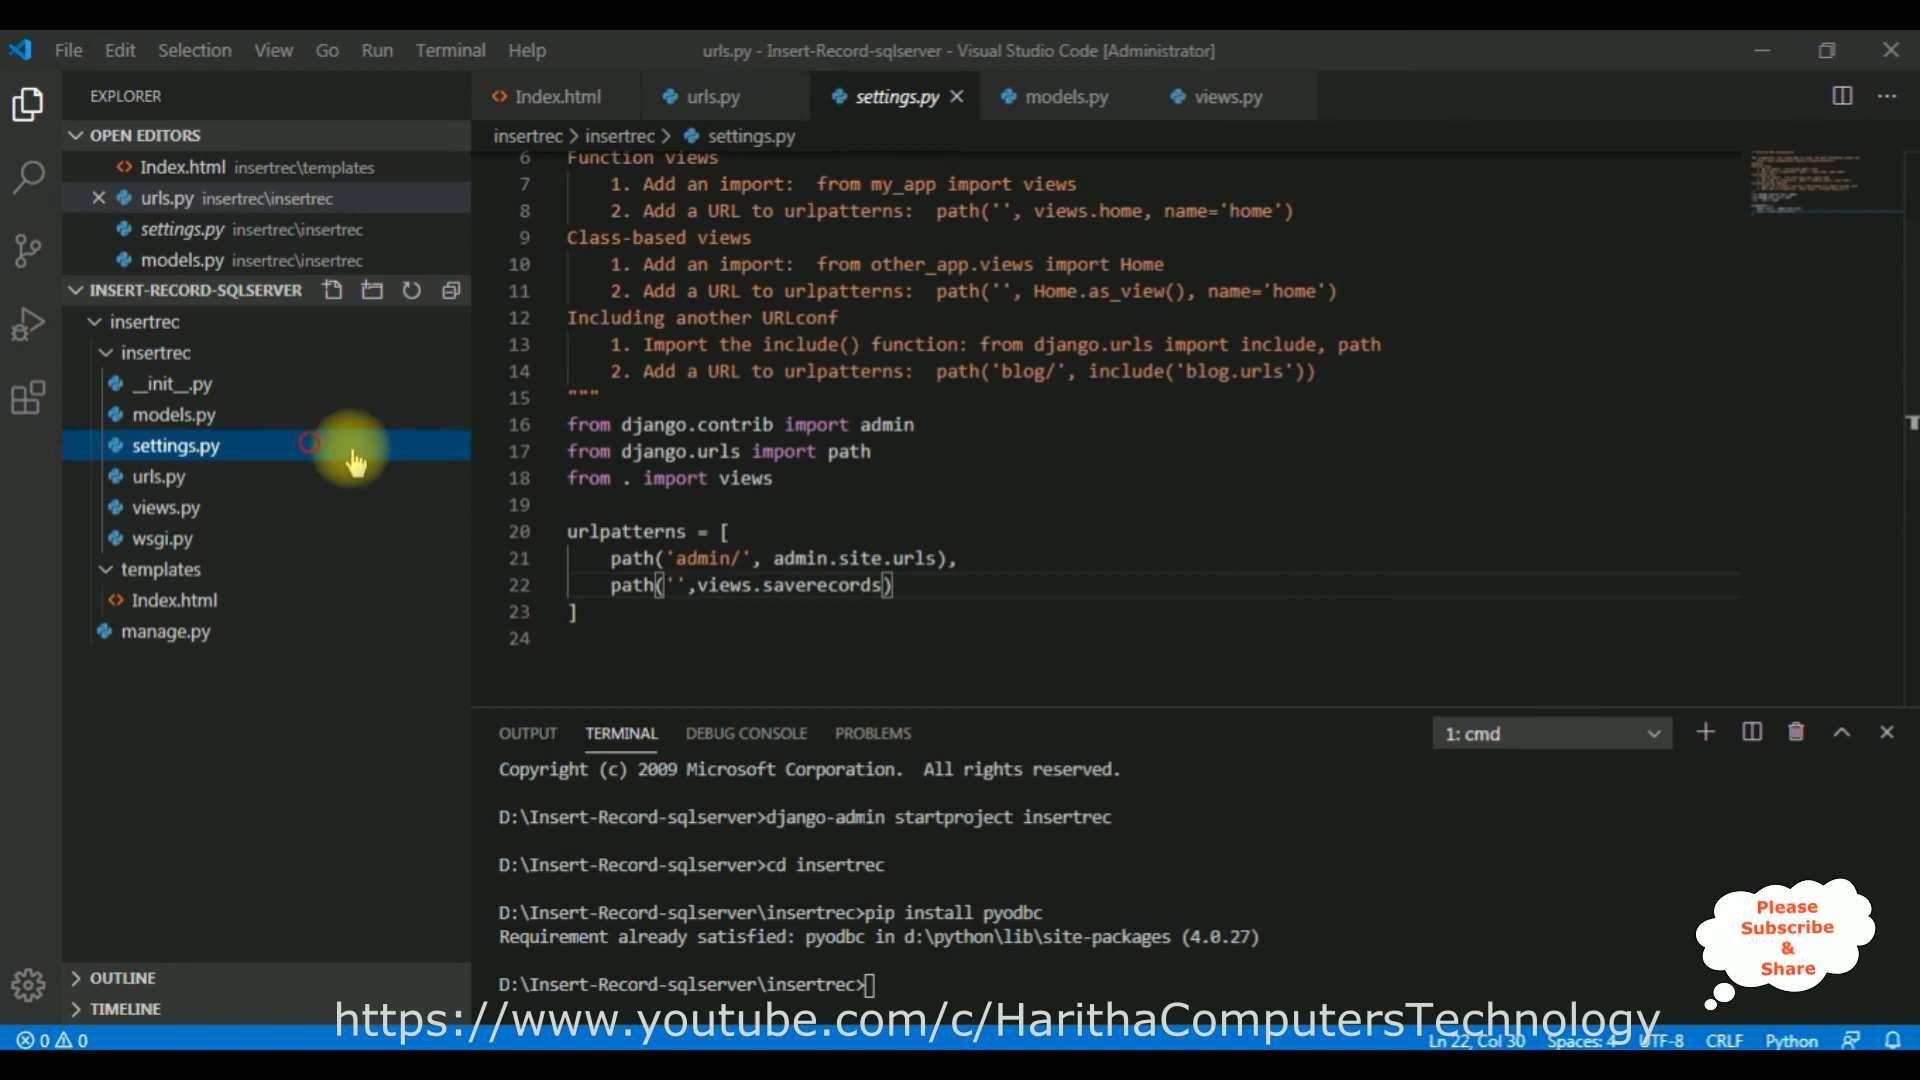 File Edit Selection View Go Run Terminal Help
urls.py - Insert-Record-sqlserver - Visual Studio Code [Administrator]
EXPLORER
OPEN EDITORS
Index.html insertrec\templates
urls.py insertrec\insertrec
settings.py insertrec\insertrec
models.py insertrec\insertrec
INSERT-RECORD-SQLSERVER
insertrec
insertrec
__init__.py
models.py
settings.py
urls.py
views.py
wsgi.py
templates
Index.html
manage.py
OUTLINE
TIMELINE
Index.html urls.py settings.py models.py views.py
insertrec > insertrec > settings.py
6 Function views
7 1. Add an import:  from my_app import views
8 2. Add a URL to urlpatterns:  path('', views.home, name='home')
9 Class-based views
10 1. Add an import:  from other_app.views import Home
11 2. Add a URL to urlpatterns:  path('', Home.as_view(), name='home')
12 Including another URLconf
13 1. Import the include() function: from django.urls import include, path
14 2. Add a URL to urlpatterns:  path('blog/', include('blog.urls'))
15 """
16 from django.contrib import admin
17 from django.urls import path
18 from . import views
19
20 urlpatterns = [
21 path('admin/', admin.site.urls),
22 path('',views.saverecords)
23 ]
24
OUTPUT TERMINAL DEBUG CONSOLE PROBLEMS
1: cmd
Copyright (c) 2009 Microsoft Corporation.  All rights reserved.
D:\Insert-Record-sqlserver>django-admin startproject insertrec
D:\Insert-Record-sqlserver>cd insertrec
D:\Insert-Record-sqlserver\insertrec>pip install pyodbc
Requirement already satisfied: pyodbc in d:\python\lib\site-packages (4.0.27)
D:\Insert-Record-sqlserver\insertrec>
Please
Subscribe
&
Share
https://www.youtube.com/c/HarithaComputersTechnology
0 0
Ln 22, Col 30 Spaces: 4 UTF-8 CRLF Python